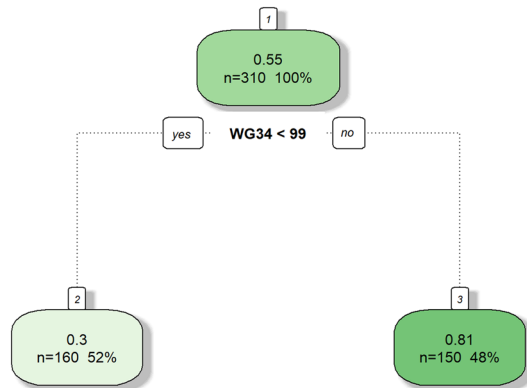 1
0.55
n=310 100%
yes WG34 < 99 no
2
0.3
n=160 52%
3
0.81
n=150 48%